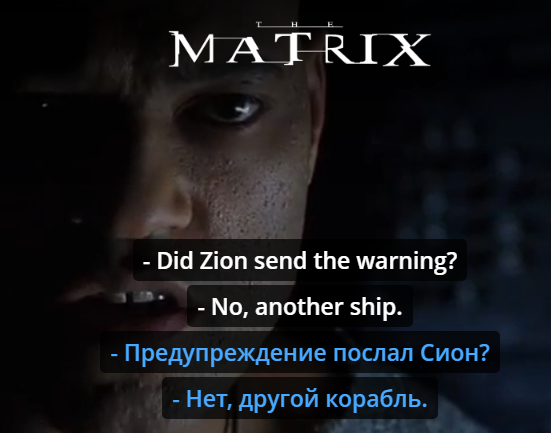 THE
MATRIX
- Did Zion send the warning?
- No, another ship.
- Предупреждение послал Сион?
- Нет, другой корабль.